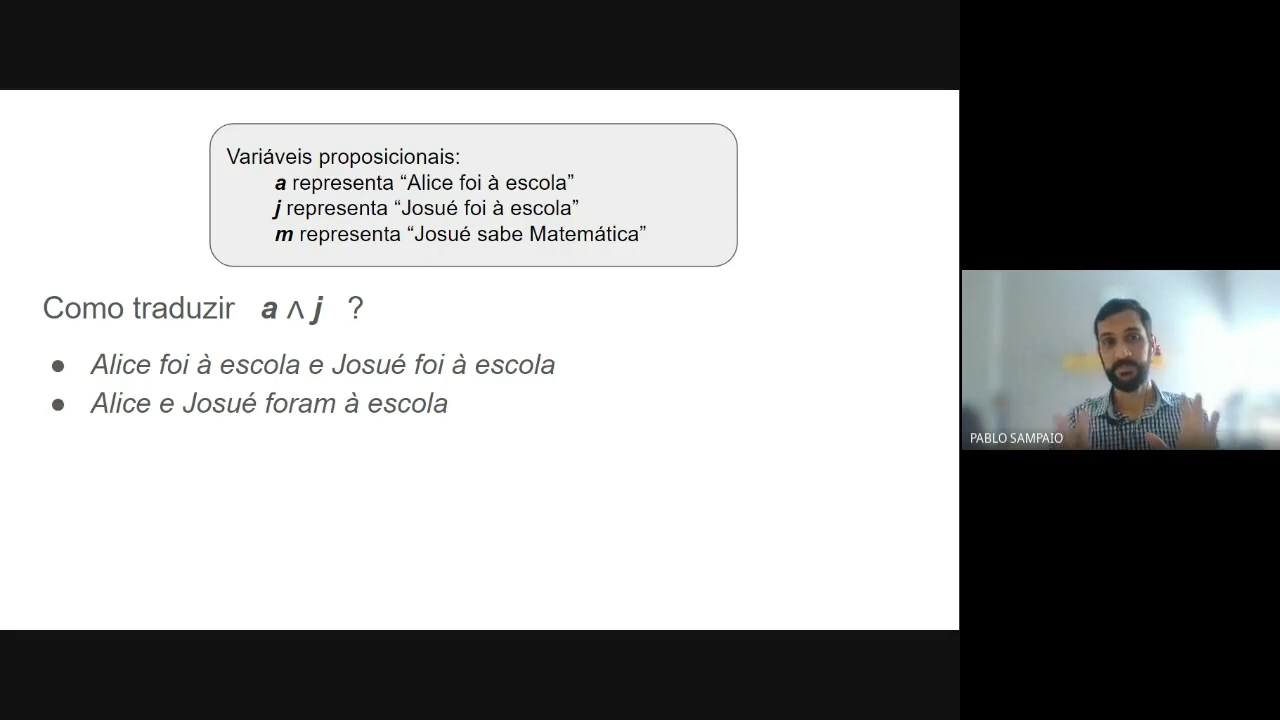 Variáveis proposicionais:
a representa “Alice foi à escola”
j representa “Josué foi à escola”
m representa “Josué sabe Matemática”
Como traduzir a ∧ j ?
● Alice foi à escola e Josué foi à escola
● Alice e Josué foram à escola
PABLO SAMPAIO